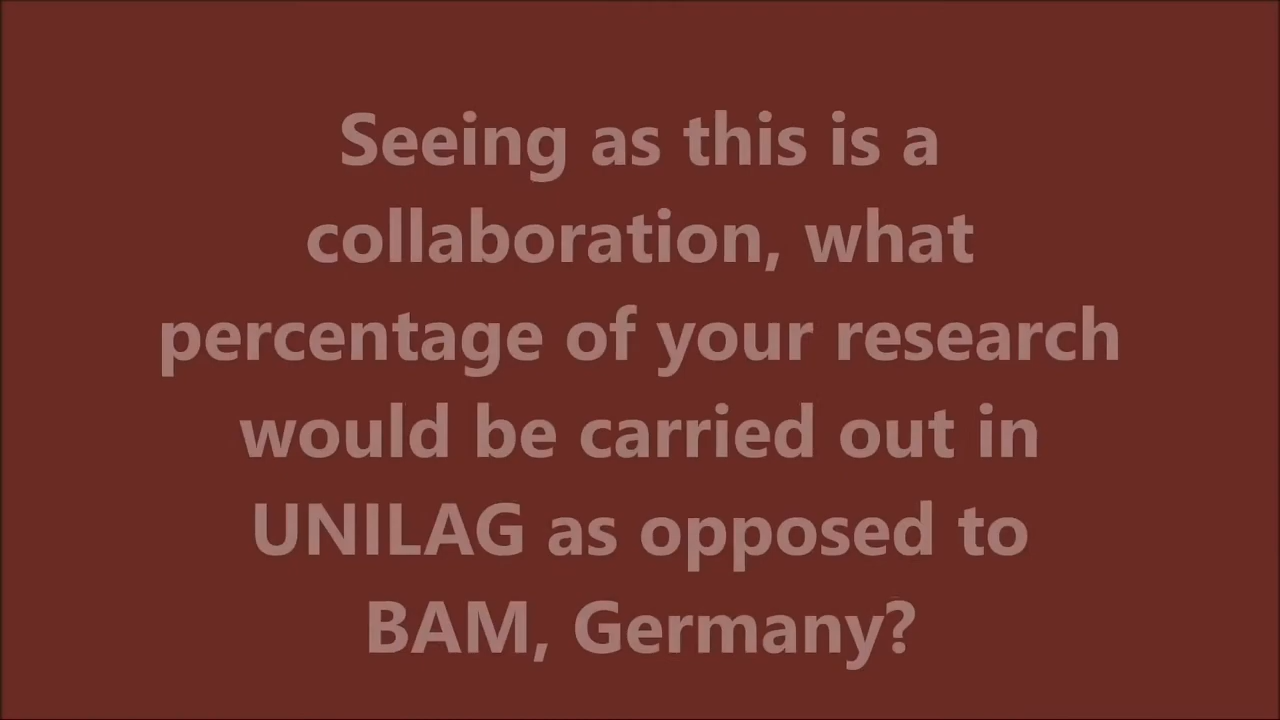 Seeing as this is a
collaboration, what
percentage of your research
would be carried out in
UNILAG as opposed to
BAM, Germany?